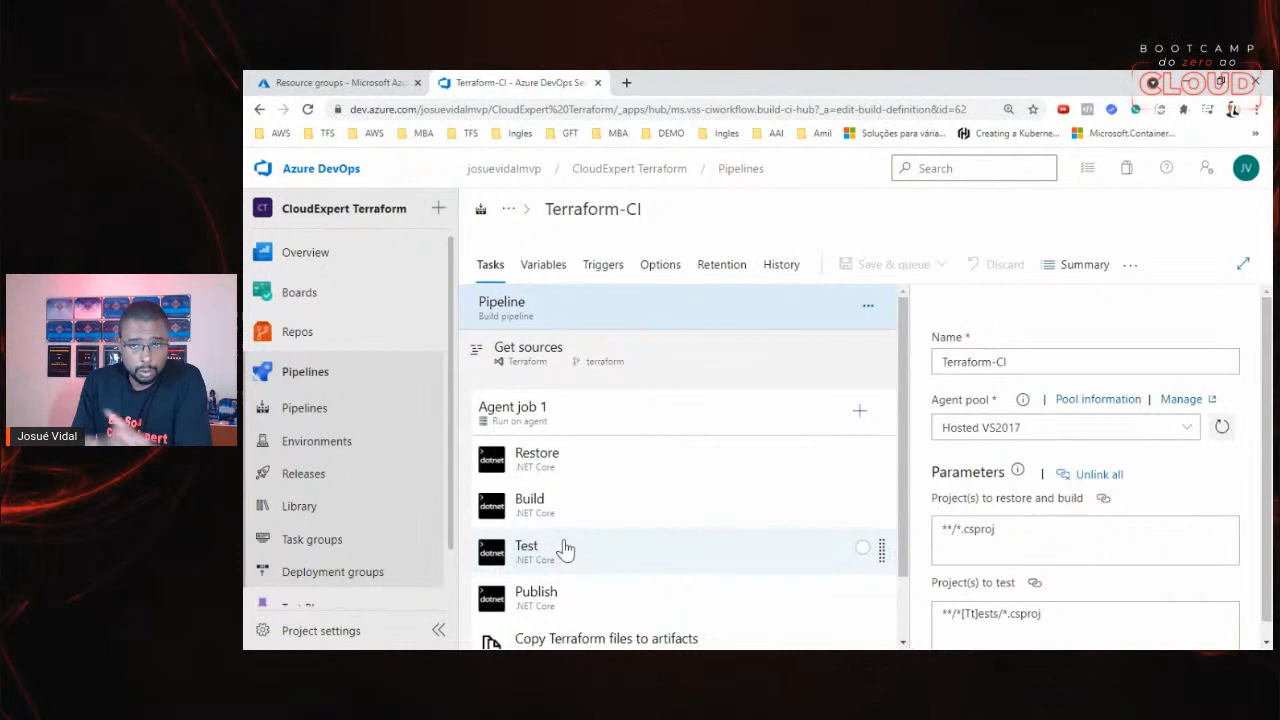 BOOTCAMP
do zero ao
CLOUD
Resource groups - Microsoft Azu
Terraform-CI - Azure DevOps Se
dev.azure.com/josuevidalmvp/CloudExpert%20Terraform/_apps/hub/ms.vss-ciworkflow.build-ci-hub?_a=edit-build-definition&id=62
AWS TFS AWS MBA TFS Ingles GFT MBA DEMO Ingles AAI Amil Soluções para vária... Creating a Kuberne... Microsoft.Container...
Azure DevOps
josuevidalmvp / CloudExpert Terraform / Pipelines
Search
JV
CT CloudExpert Terraform
Overview
Boards
Repos
Pipelines
Pipelines
Environments
Releases
Library
Task groups
Deployment groups
Project settings
Terraform-CI
Tasks Variables Triggers Options Retention History Save & queue Discard Summary
Pipeline
Build pipeline
Get sources
Terraform terraform
Agent job 1
Run on agent
dotnet Restore
.NET Core
dotnet Build
.NET Core
dotnet Test
.NET Core
dotnet Publish
.NET Core
Copy Terraform files to artifacts
Name *
Terraform-CI
Agent pool * | Pool information | Manage
Hosted VS2017
Parameters | Unlink all
Project(s) to restore and build
**/*.csproj
Project(s) to test
**/*[Tt]ests/*.csproj
Josué Vidal